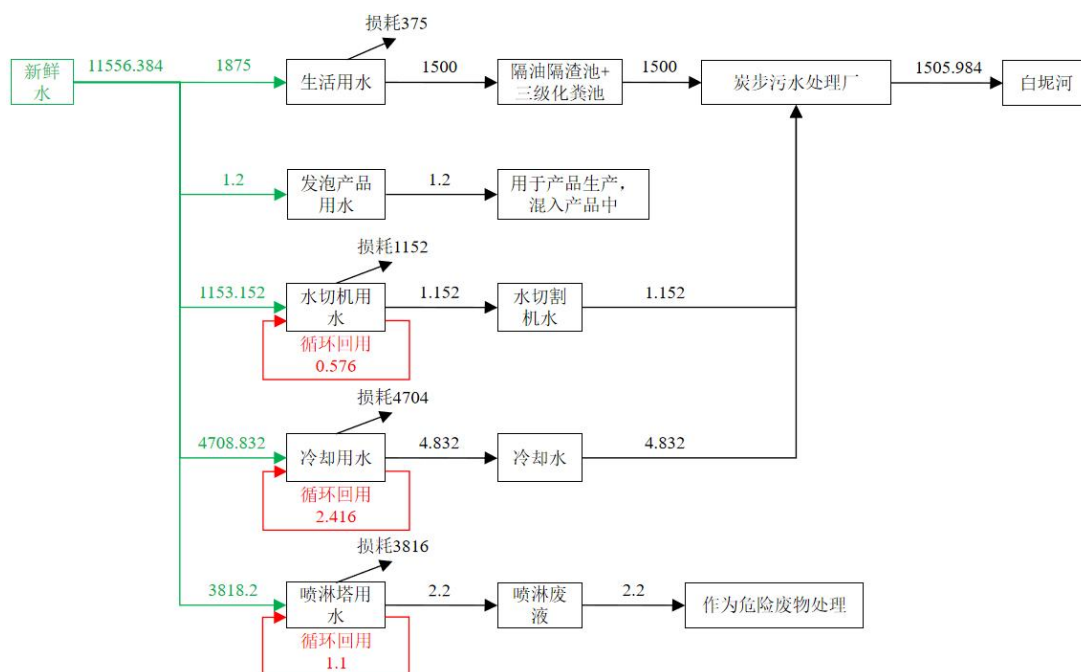 损耗375
新鲜
水
11556.384
1875
生活用水
1500
隔油隔渣池+
三级化粪池
1500
炭步污水处理厂
1505.984
白坭河
1.2
发泡产品
用水
1.2
用于产品生产,
混入产品中
损耗1152
1153.152
水切机用
水
1.152
水切割
机水
1.152
循环回用
0.576
损耗4704
4708.832
冷却用水
4.832
冷却水
4.832
循环回用
2.416
损耗3816
3818.2
喷淋塔用
水
2.2
喷淋废
液
2.2
作为危险废物处理
循环回用
1.1